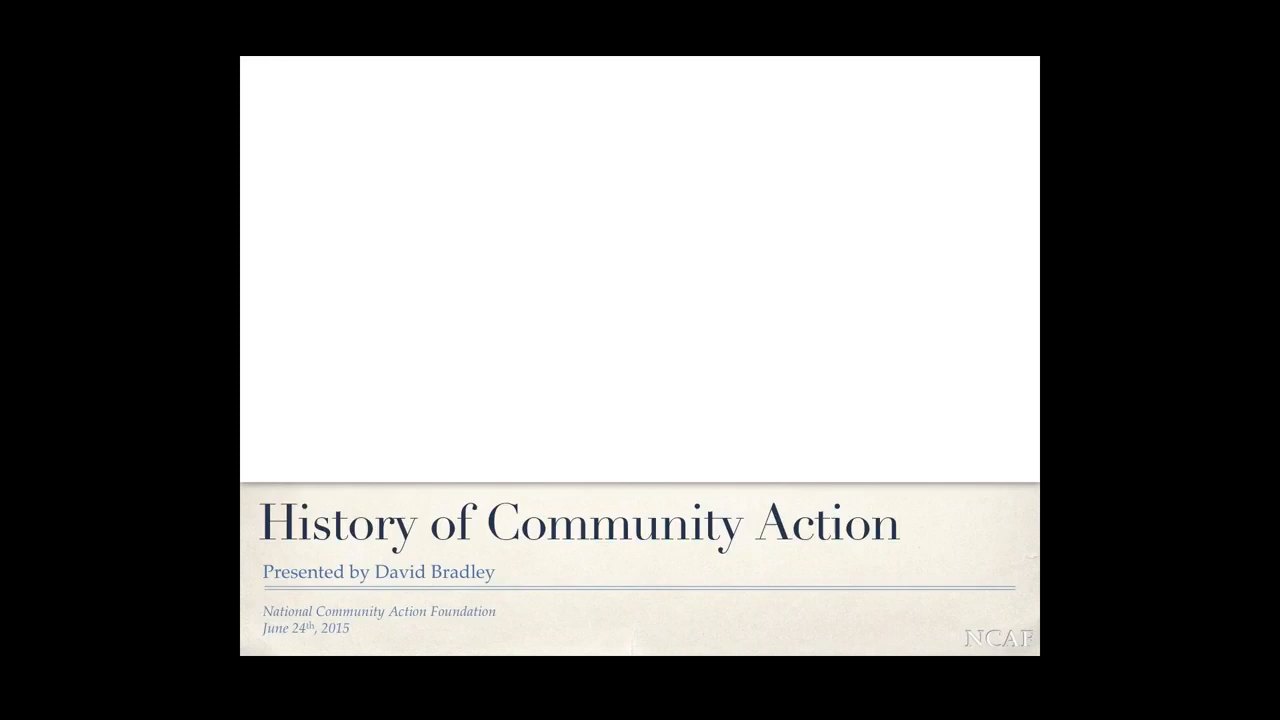 History of Community Action
Presented by David Bradley
National Community Action Foundation
June 24th, 2015
NCAF